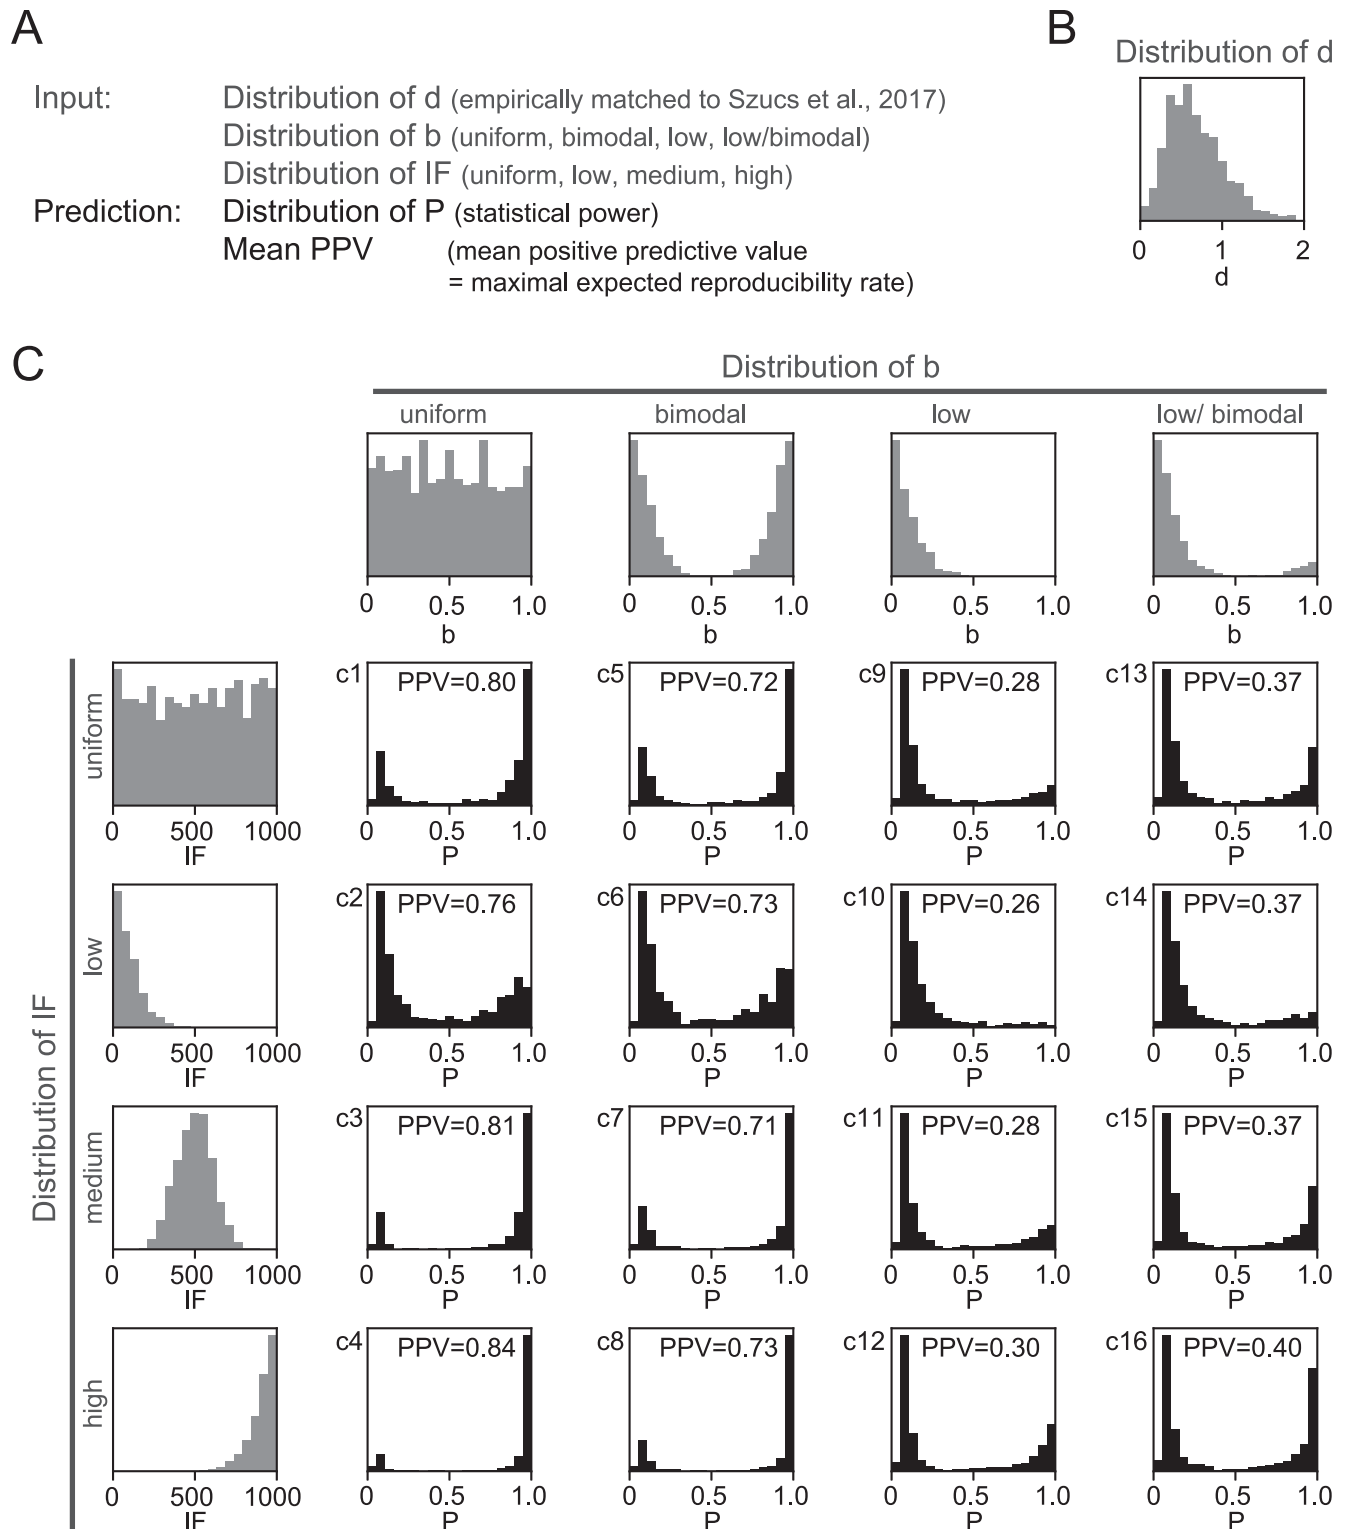 A
Input: Distribution of d (empirically matched to Szucs et al., 2017)
Distribution of b (uniform, bimodal, low, low/bimodal)
Distribution of IF (uniform, low, medium, high)
Prediction: Distribution of P (statistical power)
Mean PPV (mean positive predictive value
= maximal expected reproducibility rate)
B
Distribution of d
0 1 2
d
C
Distribution of b
uniform bimodal low low/ bimodal
0 0.5 1.0 0 0.5 1.0 0 0.5 1.0 0 0.5 1.0
b b b b
Distribution of IF
uniform
c1 PPV=0.80 c5 PPV=0.72 c9 PPV=0.28 c13 PPV=0.37
0 500 1000 0 0.5 1.0 0 0.5 1.0 0 0.5 1.0 0 0.5 1.0
IF P P P P
low
c2 PPV=0.76 c6 PPV=0.73 c10 PPV=0.26 c14 PPV=0.37
0 500 1000 0 0.5 1.0 0 0.5 1.0 0 0.5 1.0 0 0.5 1.0
IF P P P P
medium
c3 PPV=0.81 c7 PPV=0.71 c11 PPV=0.28 c15 PPV=0.37
0 500 1000 0 0.5 1.0 0 0.5 1.0 0 0.5 1.0 0 0.5 1.0
IF P P P P
high
c4 PPV=0.84 c8 PPV=0.73 c12 PPV=0.30 c16 PPV=0.40
0 500 1000 0 0.5 1.0 0 0.5 1.0 0 0.5 1.0 0 0.5 1.0
IF P P P P